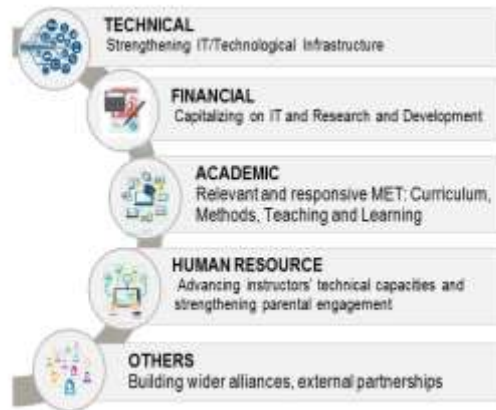 TECHNICAL
Strengthening IT/Technological Infrastructure
FINANCIAL
Capitalizing on IT and Research and Development
ACADEMIC
Relevant and responsive MET: Curriculum,
Methods, Teaching and Learning
HUMAN RESOURCE
Advancing instructors' technical capacities and
strengthening parental engagement
OTHERS
Building wider alliances, external partnerships